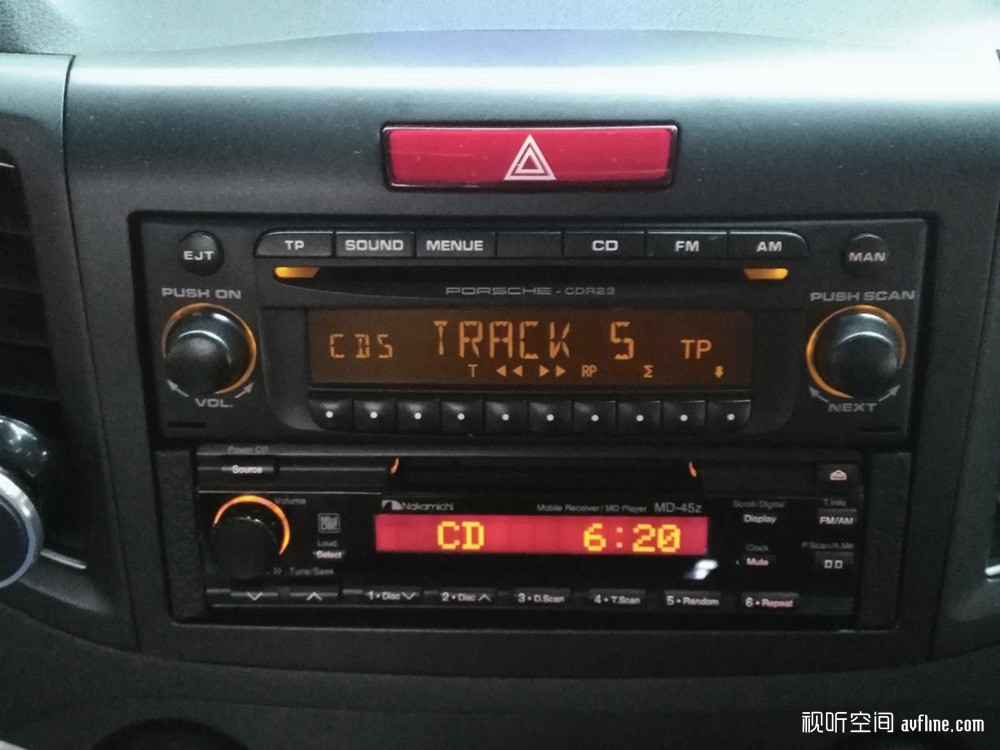 TP SOUND MENUE CD FM AM
EJT MAN
PORSCHE - CDR23
PUSH ON PUSH SCAN
CDS TRACK 5 TP
T ◄◄ ►► RP Σ
VOL. NEXT
Power Off
Source
Volume
Nakamichi Mobile Receiver/MD Player MD-45z
Scroll/Digital
Display
T.Info
FM/AM
CD 6:20
Loud
Select
Clock
Mute
P.Scan/A.Me
Tune/Seek
1•Disc 2•Disc 3•D.Scan 4•T.Scan 5•Random 6•Repeat
视听空间 avfline.com